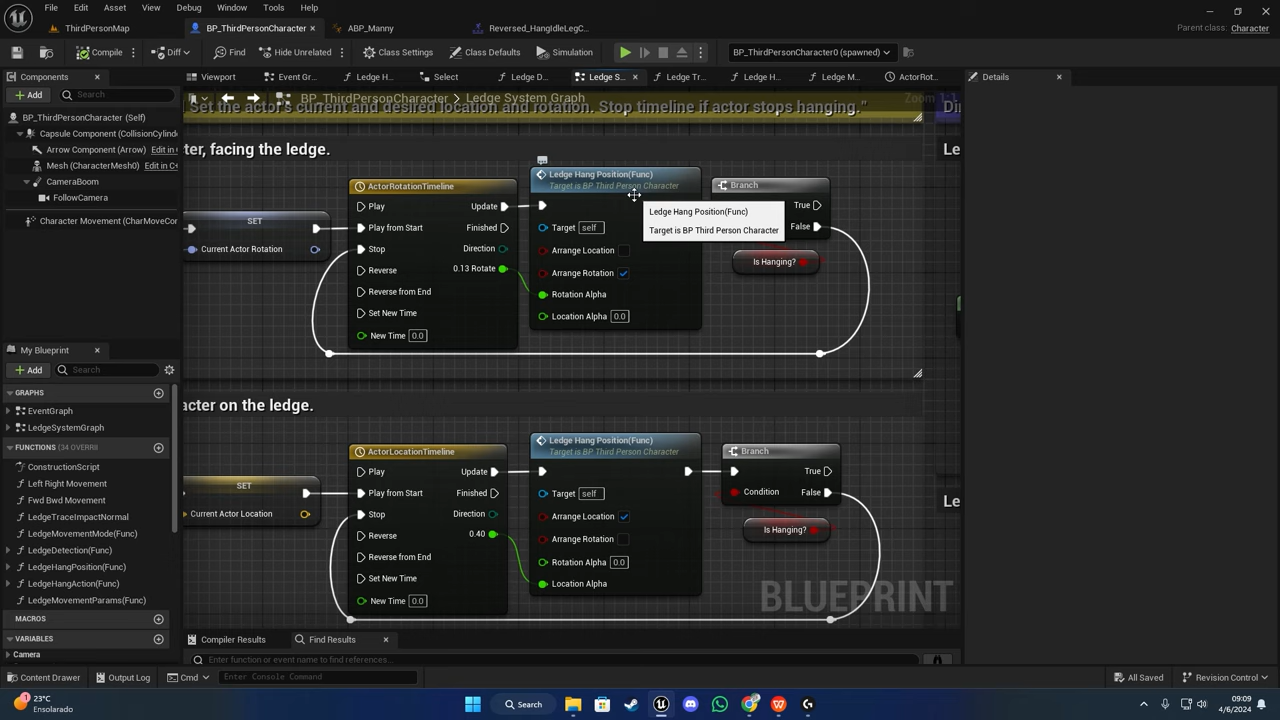 File Edit Asset View Debug Window Tools Help
ThirdPersonMap
BP_ThirdPersonCharacter
ABP_Manny
Reversed_HangIdleLegC...
Parent class: Character
Compile
Diff
Find
Hide Unrelated
Class Settings
Class Defaults
Simulation
BP_ThirdPersonCharacter0 (spawned)
Components
Viewport
Event Gr...
Ledge H...
Select
Ledge D...
Ledge S...
Ledge Tr...
Ledge H...
Ledge M...
ActorRot...
Details
Add
Search
BP_ThirdPersonCharacter > Ledge System Graph
Zoom 1:1
Set the actor's current and desired location and rotation. Stop timeline if actor stops hanging."
BP_ThirdPersonCharacter (Self)
Capsule Component (CollisionCylinde
Arrow Component (Arrow) Edit in C
Mesh (CharacterMesh0) Edit in C+
CameraBoom
FollowCamera
Character Movement (CharMoveCor
ter, facing the ledge.
Le
SET
Current Actor Rotation
ActorRotationTimeline
Play
Play from Start
Stop
Reverse
Reverse from End
Set New Time
New Time 0.0
Update
Finished
Direction
0.13 Rotate
Ledge Hang Position(Func)
Target is BP Third Person Character
Target self
Arrange Location
Arrange Rotation
Rotation Alpha
Location Alpha 0.0
Branch
True
False
Is Hanging?
Ledge Hang Position(Func)
Target is BP Third Person Character
acter on the ledge.
Le
SET
Current Actor Location
ActorLocationTimeline
Play
Play from Start
Stop
Reverse
Reverse from End
Set New Time
New Time 0.0
Update
Finished
Direction
0.40
Ledge Hang Position(Func)
Target is BP Third Person Character
Target self
Arrange Location
Arrange Rotation
Rotation Alpha 0.0
Location Alpha
Branch
True
Condition
False
Is Hanging?
BLUEPRINT
My Blueprint
Add
Search
GRAPHS
EventGraph
LedgeSystemGraph
FUNCTIONS (34 OVERRI
ConstructionScript
Left Right Movement
Fwd Bwd Movement
LedgeTraceImpactNormal
LedgeMovementMode(Func)
LedgeDetection(Func)
LedgeHangPosition(Func)
LedgeHangAction(Func)
LedgeMovementParams(Func)
MACROS
VARIABLES
Camera
Compiler Results
Find Results
Enter function or event name to find references...
Content Drawer
Output Log
Cmd
Enter Console Command
All Saved
Revision Control
23°C
Ensolarado
Search
09:09
4/6/2024